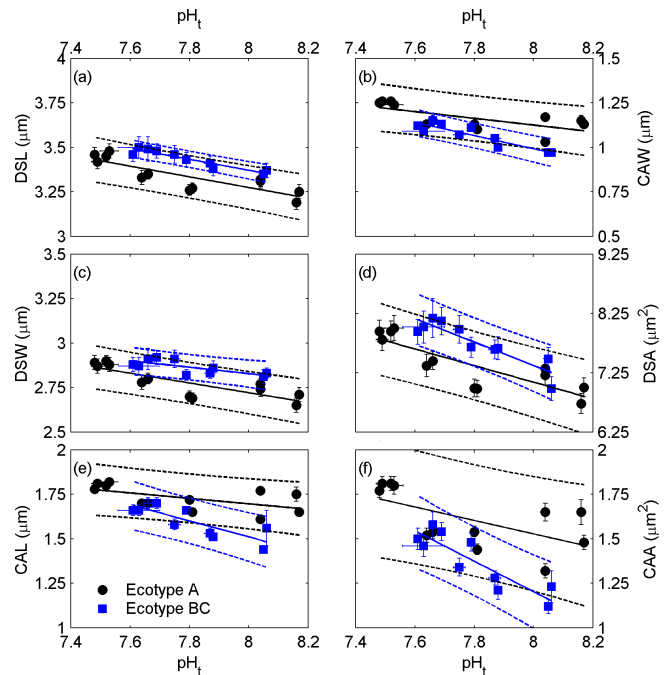 pHt pHt
7.4 7.6 7.8 8 8.2 7.4 7.6 7.8 8 8.2
(a) (b)
4 3.75 3.5 3.25 3
DSL (μm)
1.5 1.25 1 0.75 0.5
CAW (μm)
(c) (d)
3.5 3.25 3 2.75 2.5
DSW (μm)
9.25 8.25 7.25 6.25
DSA (μm²)
(e) (f)
2 1.75 1.5 1.25 1
CAL (μm)
2 1.75 1.5 1.25 1
CAA (μm²)
Ecotype A
Ecotype BC
7.4 7.6 7.8 8 8.2 7.4 7.6 7.8 8 8.2
pHt pHt